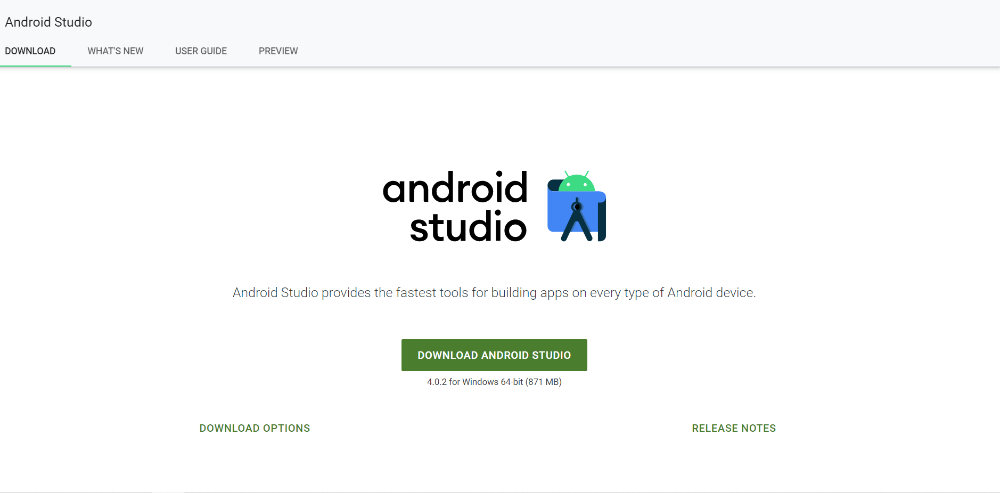 Android Studio
DOWNLOAD WHAT'S NEW USER GUIDE PREVIEW
android
studio
Android Studio provides the fastest tools for building apps on every type of Android device.
DOWNLOAD ANDROID STUDIO
4.0.2 for Windows 64-bit (871 MB)
DOWNLOAD OPTIONS RELEASE NOTES